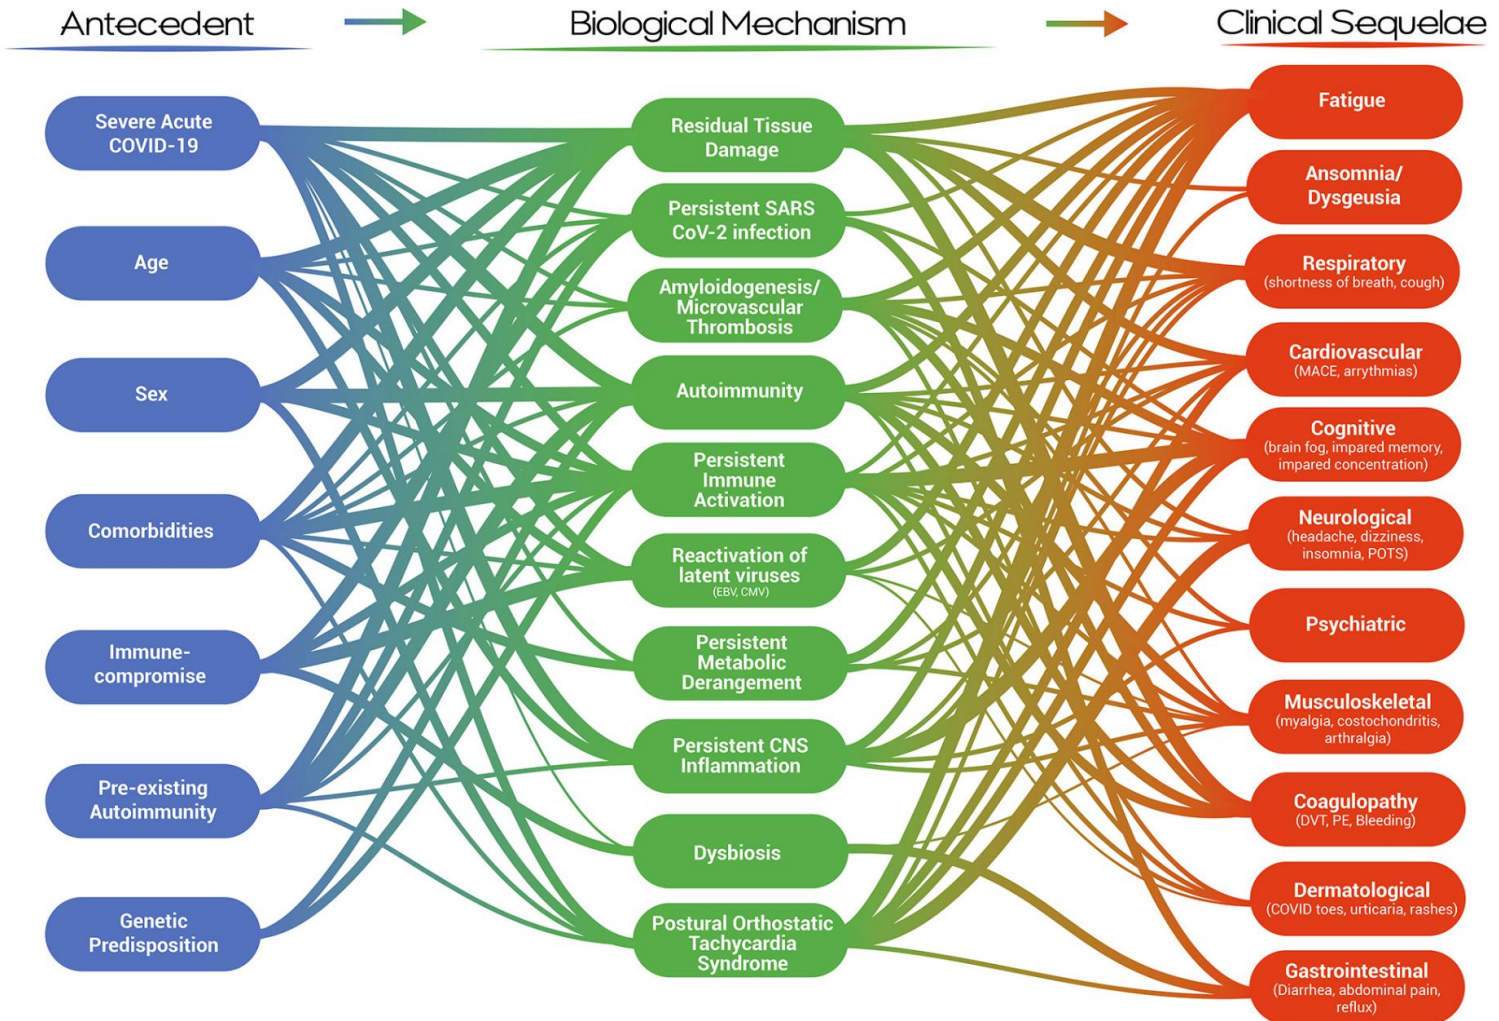 Antecedent
Biological Mechanism
Clinical Sequelae
Severe Acute
COVID-19
Age
Sex
Comorbidities
Immune-
compromise
Pre-existing
Autoimmunity
Genetic
Predisposition
Residual Tissue
Damage
Persistent SARS
CoV-2 infection
Amyloidogenesis/
Microvascular
Thrombosis
Autoimmunity
Persistent
Immune
Activation
Reactivation of
latent viruses
(EBV, CMV)
Persistent
Metabolic
Derangement
Persistent CNS
Inflammation
Dysbiosis
Postural Orthostatic
Tachycardia
Syndrome
Fatigue
Ansomnia/
Dysgeusia
Respiratory
(shortness of breath, cough)
Cardiovascular
(MACE, arrythmias)
Cognitive
(brain fog, impared memory,
impared concentration)
Neurological
(headache, dizziness,
insomnia, POTS)
Psychiatric
Musculoskeletal
(myalgia, costochondritis,
arthralgia)
Coagulopathy
(DVT, PE, Bleeding)
Dermatological
(COVID toes, urticaria, rashes)
Gastrointestinal
(Diarrhea, abdominal pain,
reflux)